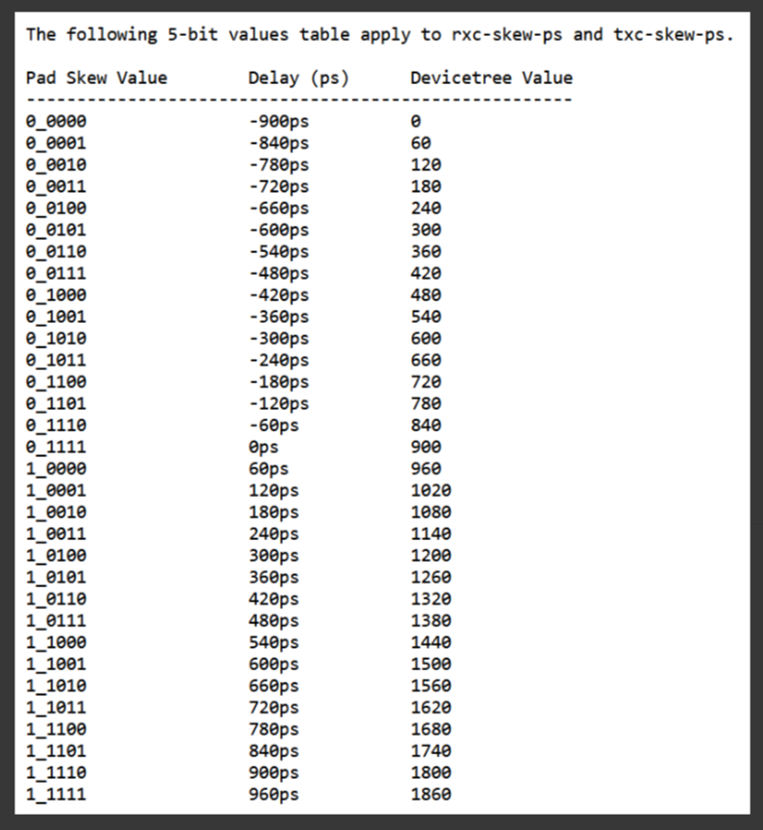 The following 5-bit values table apply to rxc-skew-ps and txc-skew-ps.
Pad Skew Value Delay (ps) Devicetree Value
------------------------------------------------------
0_0000 -900ps 0
0_0001 -840ps 60
0_0010 -780ps 120
0_0011 -720ps 180
0_0100 -660ps 240
0_0101 -600ps 300
0_0110 -540ps 360
0_0111 -480ps 420
0_1000 -420ps 480
0_1001 -360ps 540
0_1010 -300ps 600
0_1011 -240ps 660
0_1100 -180ps 720
0_1101 -120ps 780
0_1110 -60ps 840
0_1111 0ps 900
1_0000 60ps 960
1_0001 120ps 1020
1_0010 180ps 1080
1_0011 240ps 1140
1_0100 300ps 1200
1_0101 360ps 1260
1_0110 420ps 1320
1_0111 480ps 1380
1_1000 540ps 1440
1_1001 600ps 1500
1_1010 660ps 1560
1_1011 720ps 1620
1_1100 780ps 1680
1_1101 840ps 1740
1_1110 900ps 1800
1_1111 960ps 1860